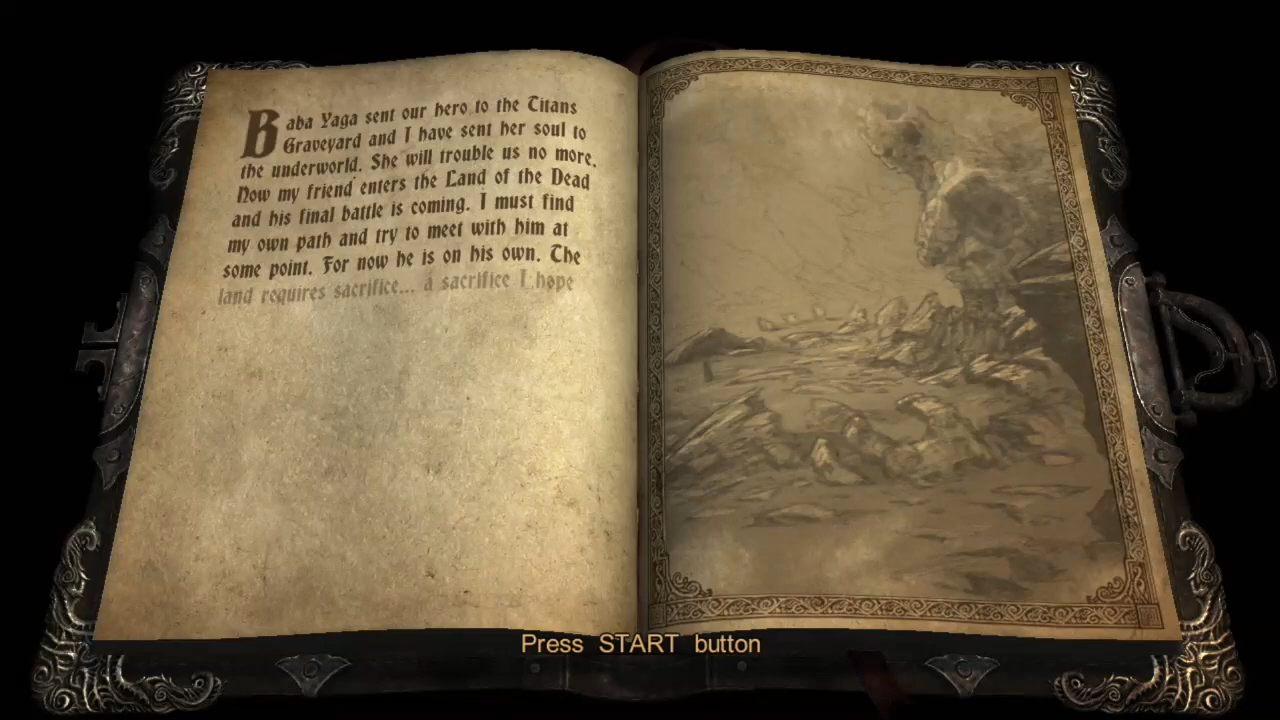 Baba Yaga sent our hero to the Titans
Graveyard and I have sent her soul to
the underworld. She will trouble us no more.
Now my friend enters the Land of the Dead
and his final battle is coming. I must find
my own path and try to meet with him at
some point. For now he is on his own. The
land requires sacrifice... a sacrifice I hope
Press START button